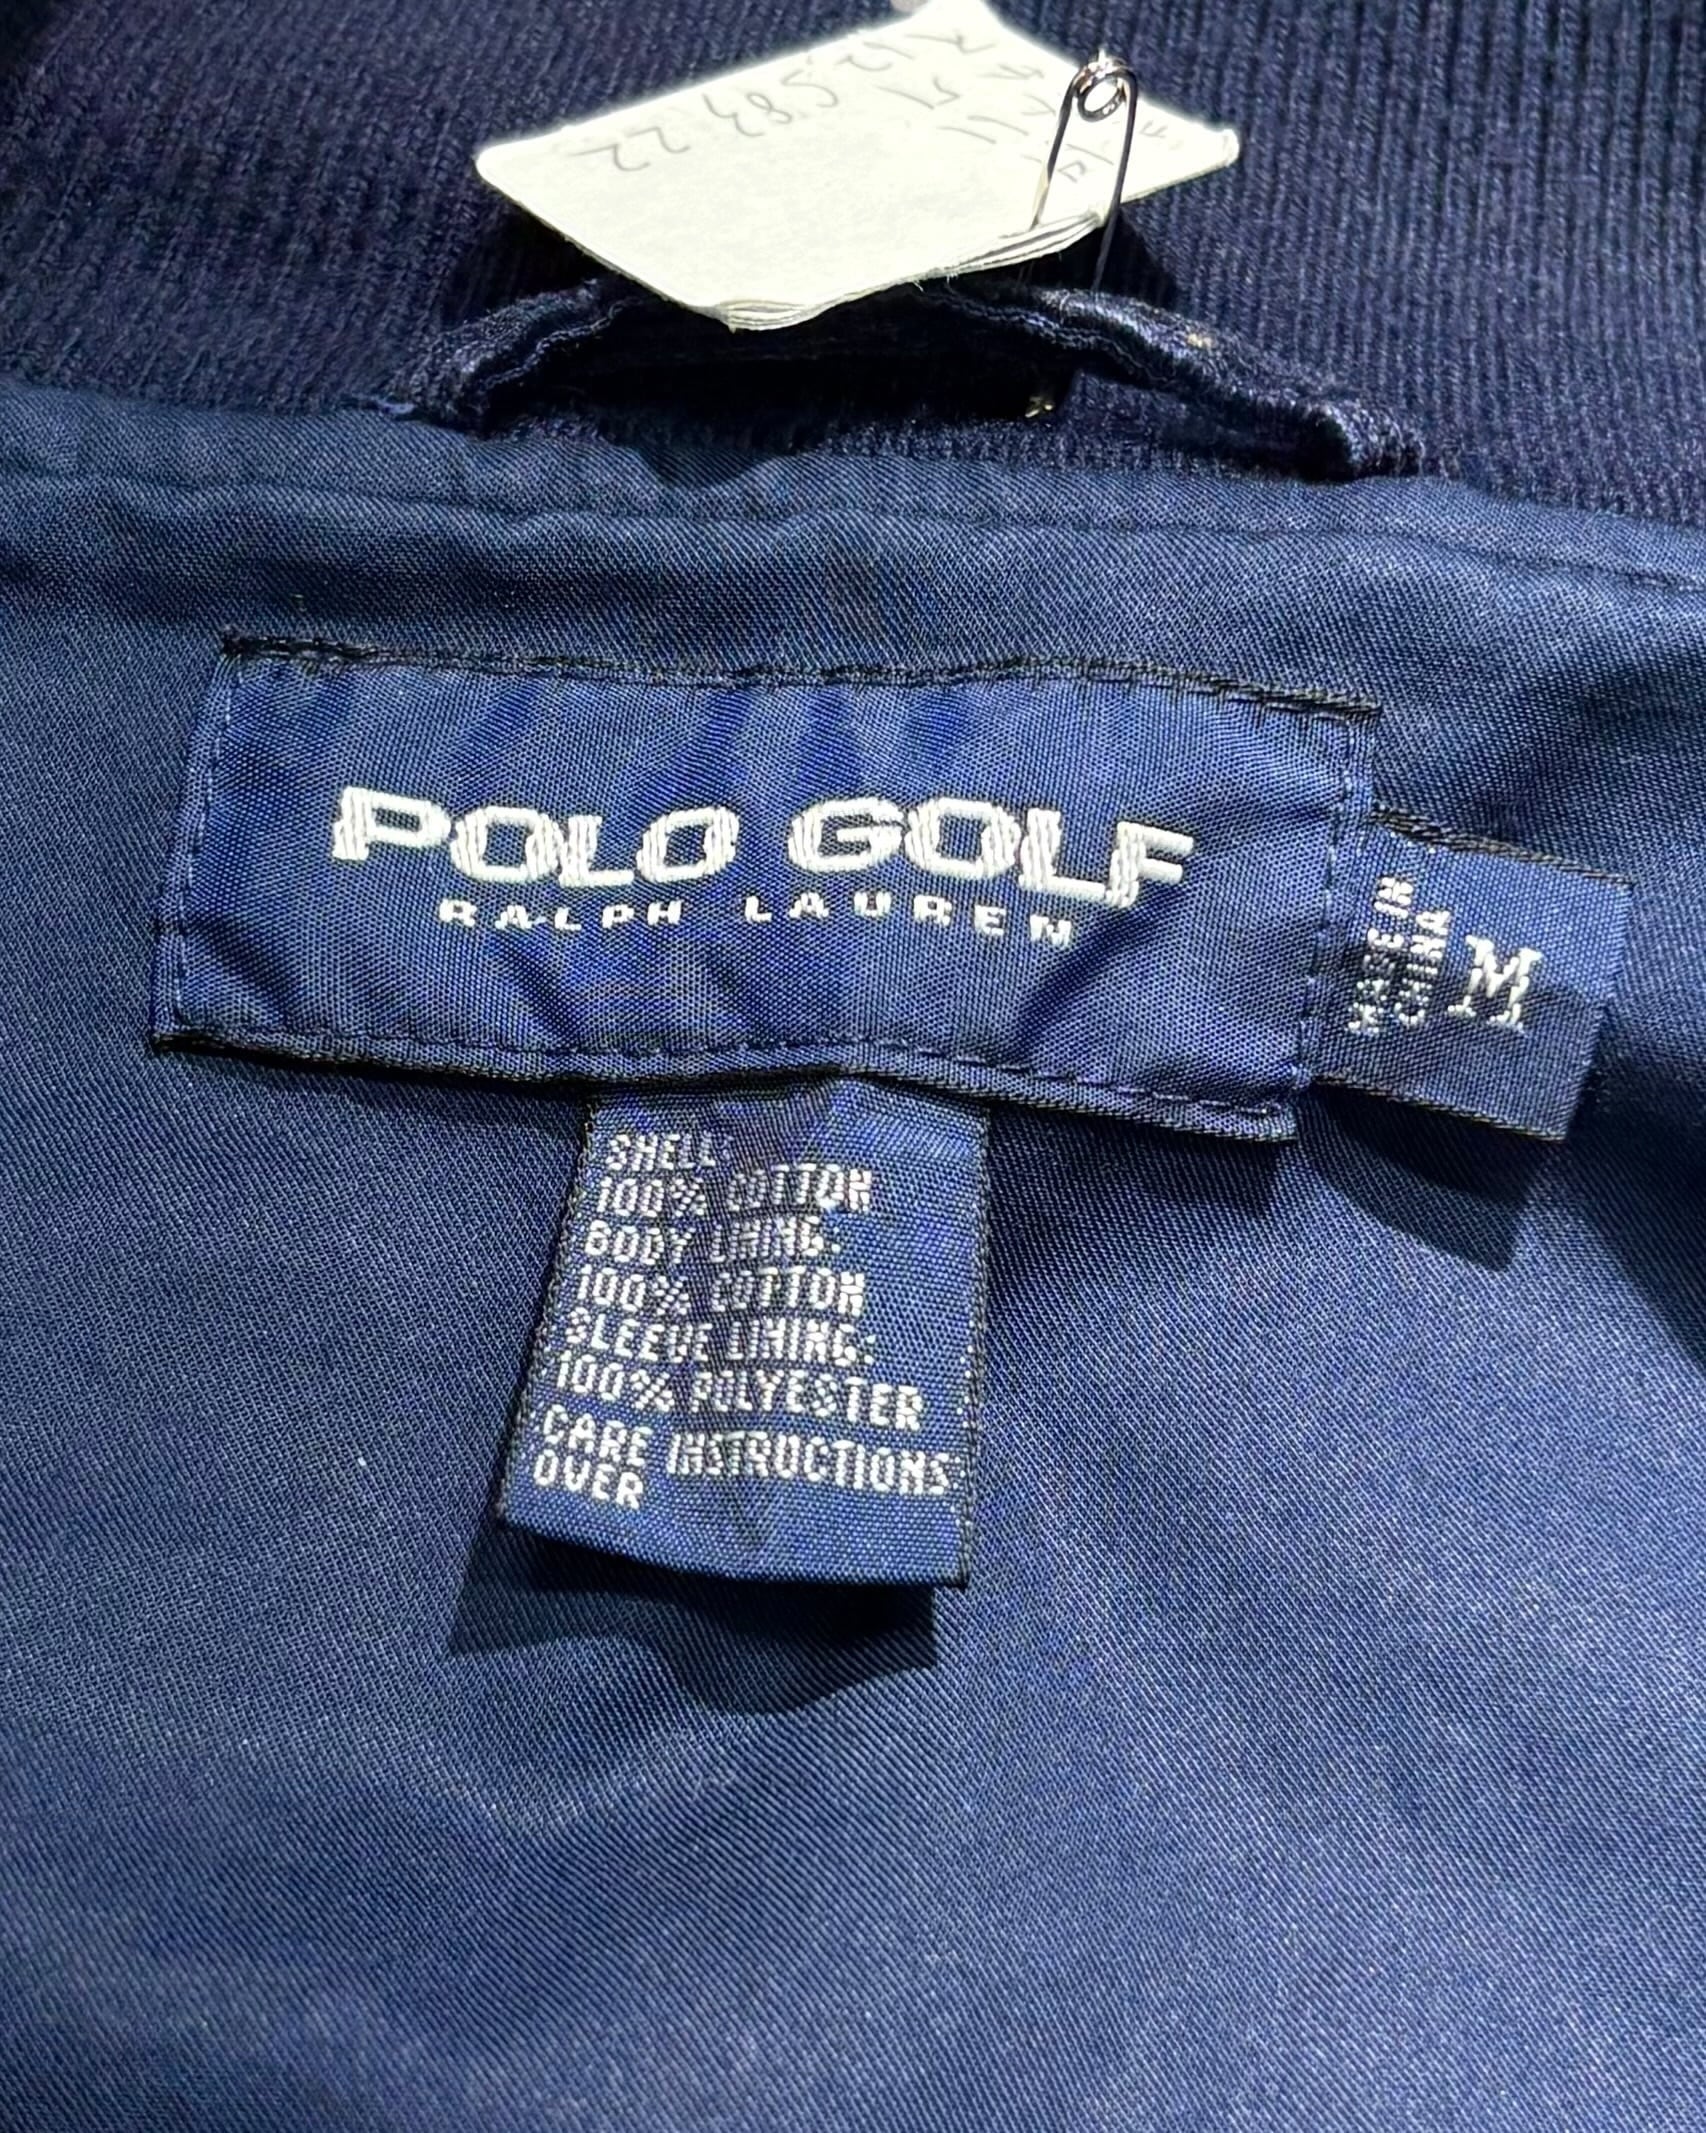 POLO GOLF
RALPH LAUREN
MADE IN
CHINA
M
SHELL:
100% COTTON
BODY LINING:
100% COTTON
SLEEVE LINING:
100% POLYESTER
CARE INSTRUCTIONS
OVER